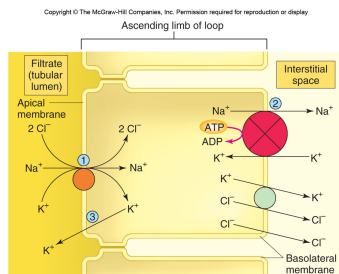 Copyright © The McGraw-Hill Companies, Inc. Permission required for reproduction or display
Ascending limb of loop
Filtrate
(tubular
lumen)
Interstitial
space
Apical
membrane
2 Cl⁻
2 Cl⁻
1
Na⁺
Na⁺
K⁺
K⁺
3
K⁺
Na⁺
2
Na⁺
ATP
ADP
K⁺
K⁺
K⁺
K⁺
Cl⁻
Cl⁻
Cl⁻
Cl⁻
Basolateral
membrane